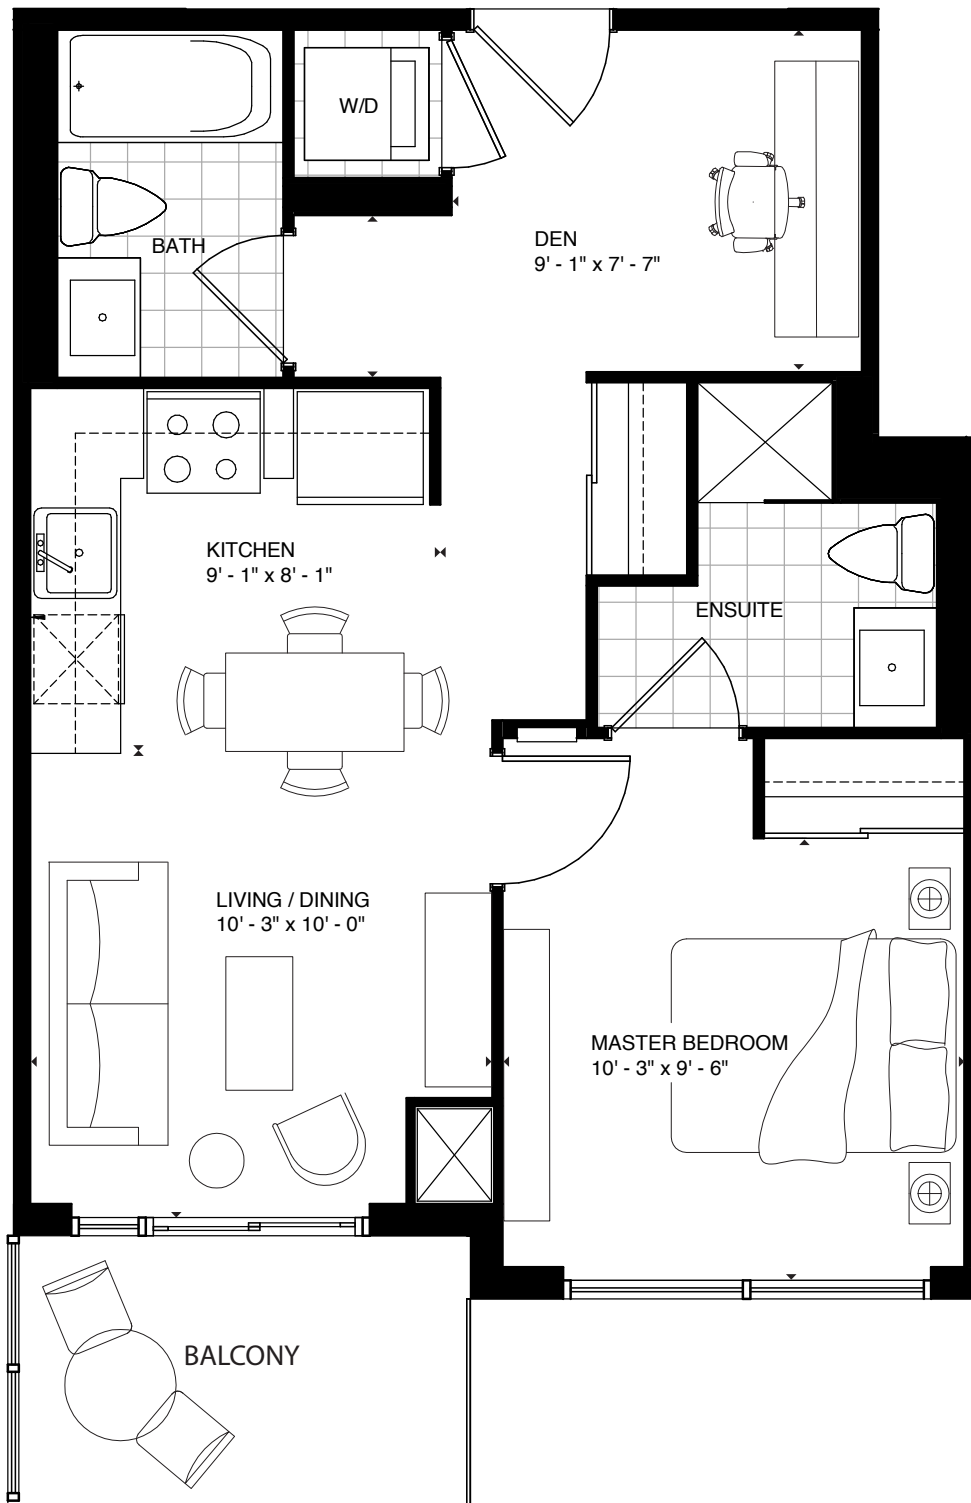 W/D
BATH
DEN
9' - 1" x 7' - 7"
KITCHEN
9' - 1" x 8' - 1"
ENSUITE
LIVING / DINING
10' - 3" x 10' - 0"
MASTER BEDROOM
10' - 3" x 9' - 6"
BALCONY